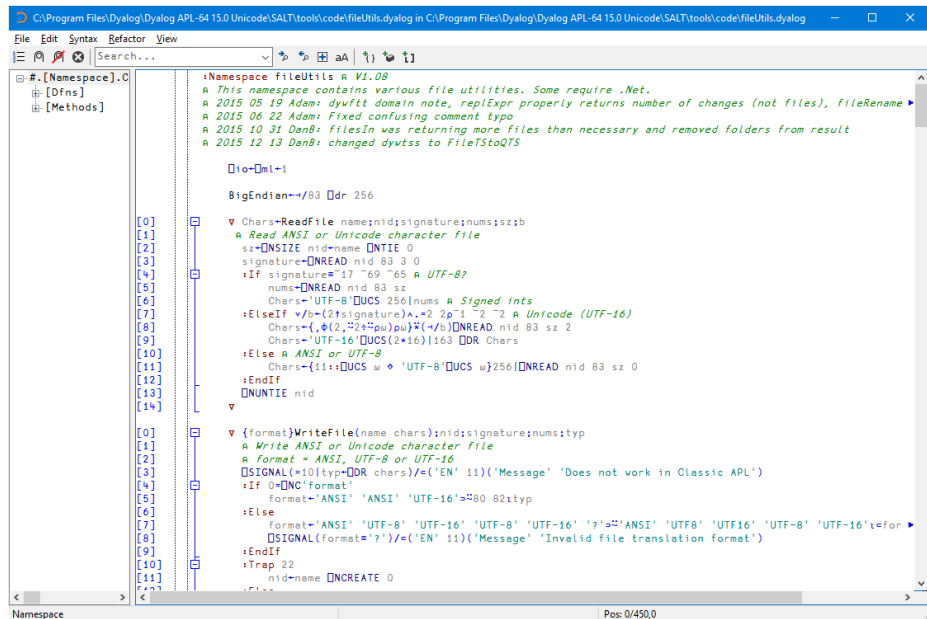 C:\Program Files\Dyalog\Dyalog APL-64 15.0 Unicode\SALT\tools\code\fileUtils.dyalog in C:\Program Files\Dyalog\Dyalog APL-64 15.0 Unicode\SALT\tools\code\fileUtils.dyalog
File Edit Syntax Refactor View
Search...
#.[Namespace].C
[Dfns]
[Methods]
:Namespace fileUtils ⍝ V1.08
⍝ This namespace contains various file utilities. Some require .Net.
⍝ 2015 05 19 Adam: dywftt domain note, replExpr properly returns number of changes (not files), fileRename
⍝ 2015 06 22 Adam: Fixed confusing comment typo
⍝ 2015 10 31 DanB: filesIn was returning more files than necessary and removed folders from result
⍝ 2015 12 13 DanB: changed dywtss to FileTStoQTS
⎕io←⎕ml←1
BigEndian←⊣/83 ⎕dr 256
[0] ∇ Chars←ReadFile name;nid;signature;nums;sz;b
[1] ⍝ Read ANSI or Unicode character file
[2] sz←⎕NSIZE nid←name ⎕NTIE 0
[3] signature←⎕NREAD nid 83 3 0
[4] :If signature≡¯17 ¯69 ¯65 ⍝ UTF-8?
[5] nums←⎕NREAD nid 83 sz
[6] Chars←'UTF-8'⎕UCS 256|nums ⍝ Signed ints
[7] :ElseIf ∨/b←(2↑signature)∧.=2 2⍴¯1 ¯2 ¯2 ⍝ Unicode (UTF-16)
[8] Chars←{,⌽(2,⍨2÷⍨⍴⍵)⍴⍵}⍣(⊣/b)⎕NREAD nid 83 sz 2
[9] Chars←'UTF-16'⎕UCS(2*16)|163 ⎕DR Chars
[10] :Else ⍝ ANSI or UTF-8
[11] Chars←{11::⎕UCS ⍵ ⋄ 'UTF-8'⎕UCS ⍵}256|⎕NREAD nid 83 sz 0
[12] :EndIf
[13] ⎕NUNTIE nid
[14] ∇
[0] ∇ {format}WriteFile(name chars);nid;signature;nums;typ
[1] ⍝ Write ANSI or Unicode character file
[2] ⍝ format = ANSI, UTF-8 or UTF-16
[3] ⎕SIGNAL(×10|typ←⎕DR chars)/⊂('EN' 11)('Message' 'Does not work in Classic APL')
[4] :If 0=⎕NC'format'
[5] format←'ANSI' 'ANSI' 'UTF-16'⊃⍨80 82⍳typ
[6] :Else
[7] format←'ANSI' 'UTF-8' 'UTF-16' 'UTF-8' 'UTF-16' '?'⊃⍨'ANSI' 'UTF8' 'UTF16' 'UTF-8' 'UTF-16'⍳⊂for
[8] ⎕SIGNAL(format≡'?')/⊂('EN' 11)('Message' 'Invalid file translation format')
[9] :EndIf
[10] :Trap 22
[11] nid←name ⎕NCREATE 0
Namespace Pos: 0/450,0